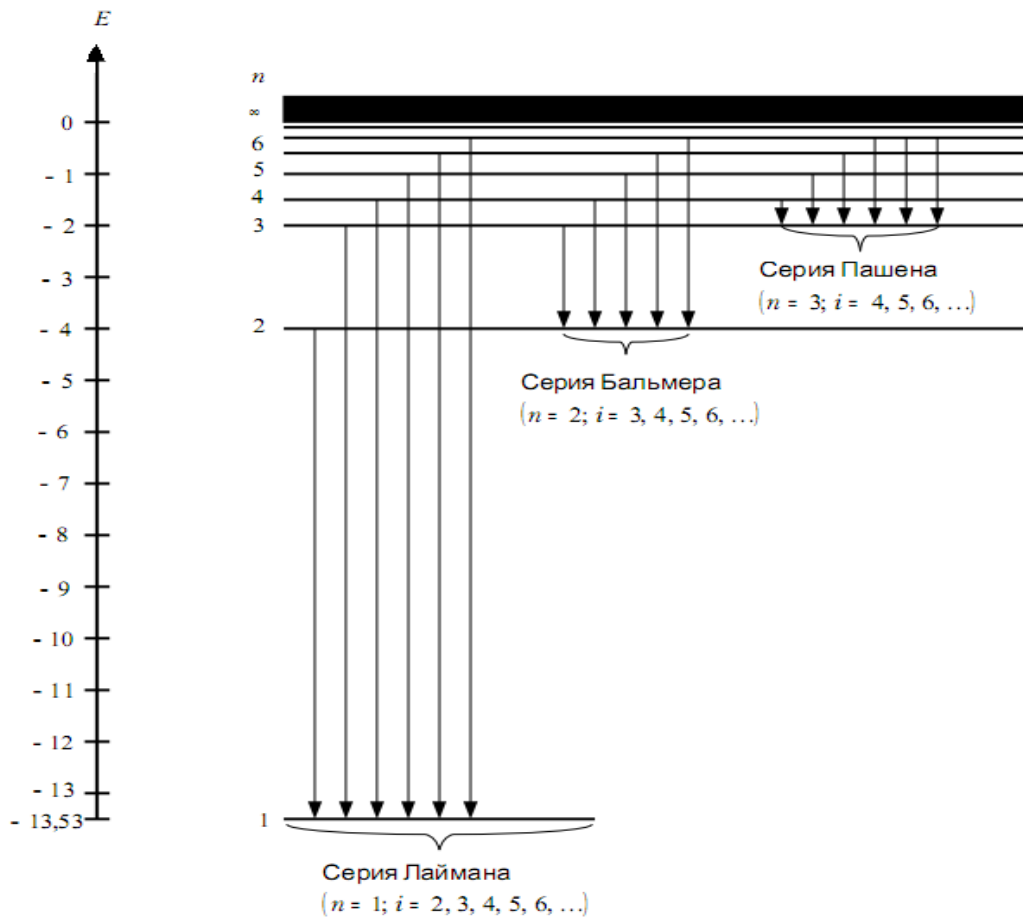 E
n
∞
0
6
5
- 1
4
3
- 2
Серия Пашена
(n = 3; i = 4, 5, 6, ...)
- 3
2
- 4
Серия Бальмера
(n = 2; i = 3, 4, 5, 6, ...)
- 5
- 6
- 7
- 8
- 9
- 10
- 11
- 12
- 13
- 13,53
1
Серия Лаймана
(n = 1; i = 2, 3, 4, 5, 6, ...)